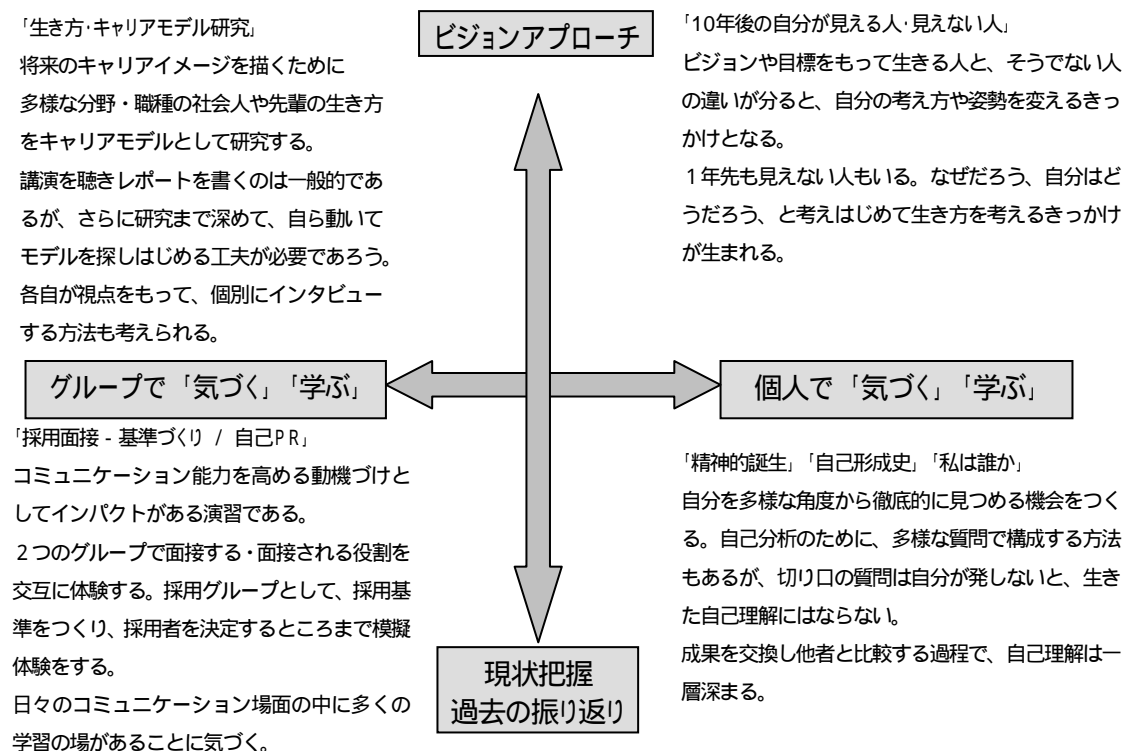 「生き方･キャリアモデル研究」
将来のキャリアイメージを描くために
多様な分野・職種の社会人や先輩の生き方
をキャリアモデルとして研究する。
講演を聴きレポートを書くのは一般的であ
るが、さらに研究まで深めて、自ら動いて
モデルを探しはじめる工夫が必要であろう。
各自が視点をもって、個別にインタビュー
する方法も考えられる。
ビジョンアプローチ
「10年後の自分が見える人･見えない人」
ビジョンや目標をもって生きる人と、そうでない人
の違いが分ると、自分の考え方や姿勢を変えるきっ
かけとなる。
１年先も見えない人もいる。なぜだろう、自分はど
うだろう、と考えはじめて生き方を考えるきっかけ
が生まれる。
グループで「気づく」「学ぶ」
個人で「気づく」「学ぶ」
「採用面接 - 基準づくり / 自己PR」
コミュニケーション能力を高める動機づけと
してインパクトがある演習である。
２つのグループで面接する・面接される役割を
交互に体験する。採用グループとして、採用基
準をつくり、採用者を決定するところまで模擬
体験をする。
日々のコミュニケーション場面の中に多くの
学習の場があることに気づく。
現状把握
過去の振り返り
「精神的誕生」「自己形成史」「私は誰か」
自分を多様な角度から徹底的に見つめる機会をつく
る。自己分析のために、多様な質問で構成する方法
もあるが、切り口の質問は自分が発しないと、生き
た自己理解にはならない。
成果を交換し他者と比較する過程で、自己理解は一
層深まる。